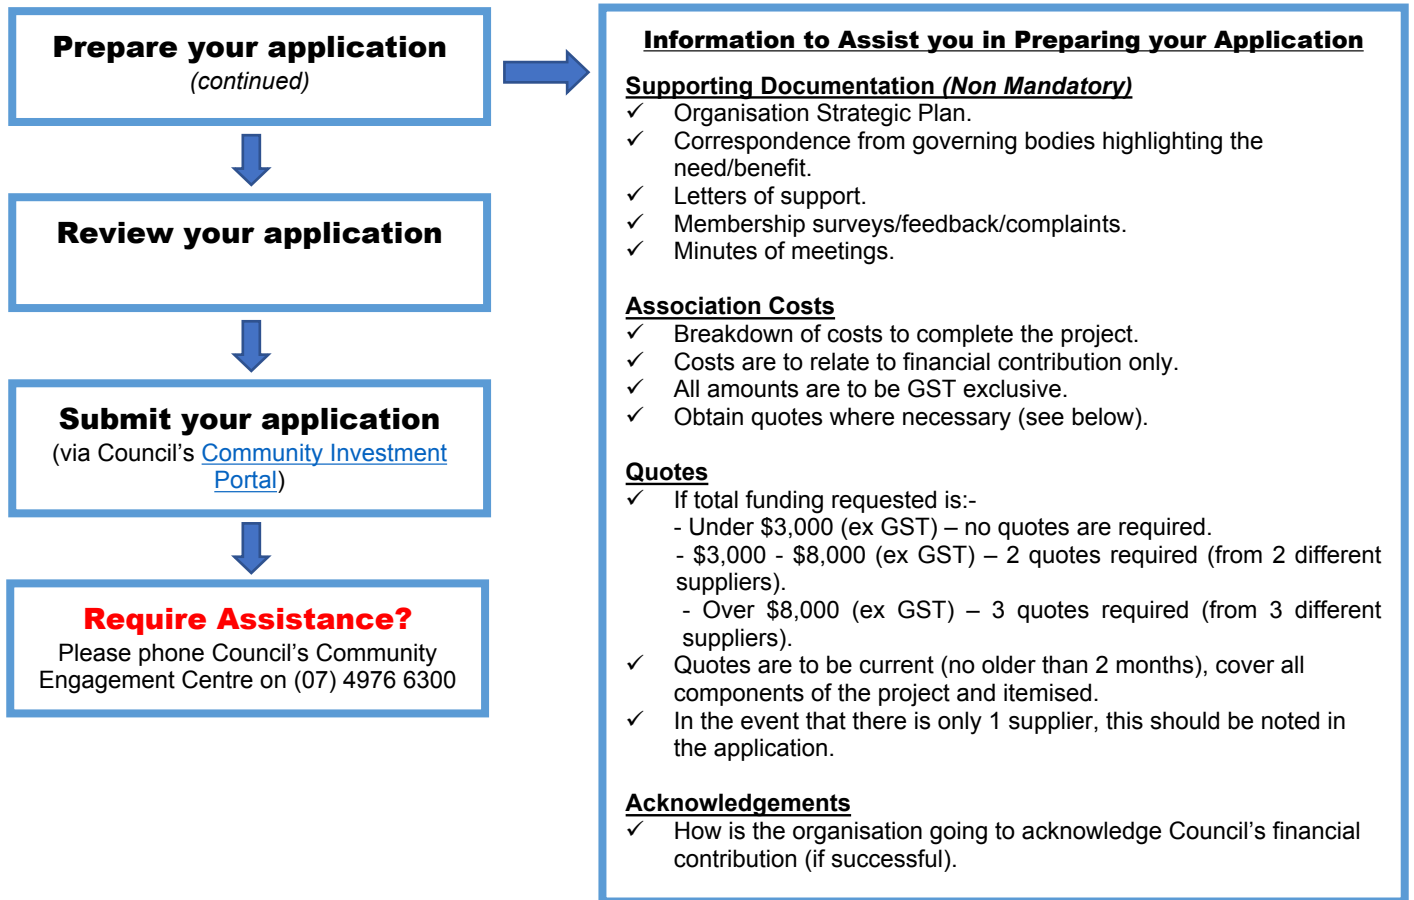 Prepare your application
(continued)
Review your application
Submit your application
(via Council's Community Investment
Portal)
Require Assistance?
Please phone Council's Community
Engagement Centre on (07) 4976 6300
Information to Assist you in Preparing your Application
Supporting Documentation (Non Mandatory)
✓ Organisation Strategic Plan.
✓ Correspondence from governing bodies highlighting the
need/benefit.
✓ Letters of support.
✓ Membership surveys/feedback/complaints.
✓ Minutes of meetings.
Association Costs
✓ Breakdown of costs to complete the project.
✓ Costs are to relate to financial contribution only.
✓ All amounts are to be GST exclusive.
✓ Obtain quotes where necessary (see below).
Quotes
✓ If total funding requested is:-
- Under $3,000 (ex GST) – no quotes are required.
- $3,000 - $8,000 (ex GST) – 2 quotes required (from 2 different
suppliers).
- Over $8,000 (ex GST) – 3 quotes required (from 3 different
suppliers).
✓ Quotes are to be current (no older than 2 months), cover all
components of the project and itemised.
✓ In the event that there is only 1 supplier, this should be noted in
the application.
Acknowledgements
✓ How is the organisation going to acknowledge Council's financial
contribution (if successful).